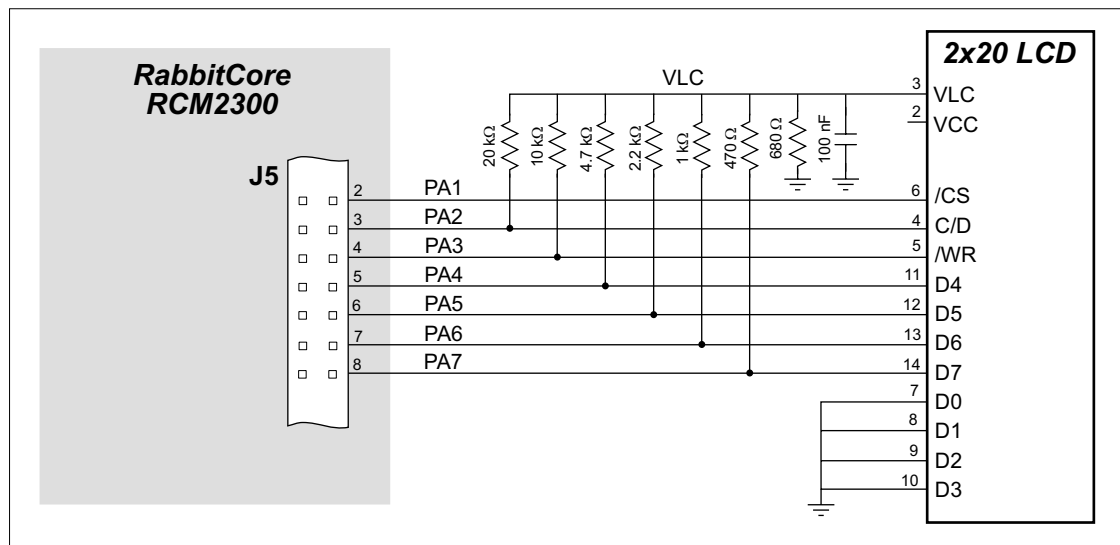 RabbitCore
RCM2300
J5
2 PA1
3 PA2
4 PA3
5 PA4
6 PA5
7 PA6
8 PA7
VLC
20 kΩ
10 kΩ
4.7 kΩ
2.2 kΩ
1 kΩ
470 Ω
680 Ω
100 nF
2x20 LCD
3 VLC
2 VCC
6 /CS
4 C/D
5 /WR
11 D4
12 D5
13 D6
14 D7
7 D0
8 D1
9 D2
10 D3